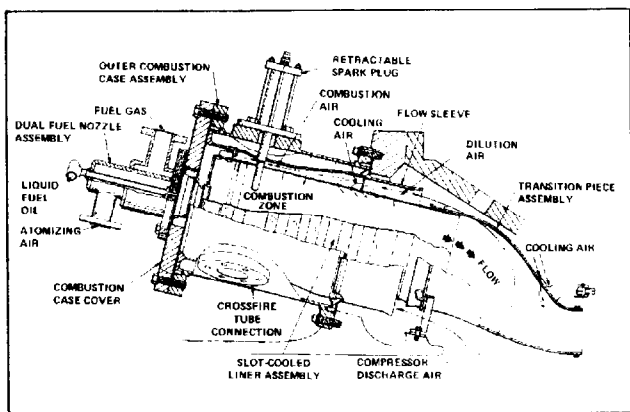 RETRACTABLE
SPARK PLUG
OUTER COMBUSTION
CASE ASSEMBLY
COMBUSTION
AIR
FLOW SLEEVE
FUEL GAS
COOLING
AIR
DUAL FUEL NOZZLE
ASSEMBLY
DILUTION
AIR
TRANSITION PIECE
ASSEMBLY
LIQUID
FUEL
OIL
COMBUSTION
ZONE
ATOMIZING
AIR
COOLING AIR
FLOW
COMBUSTION
CASE COVER
CROSSFIRE
TUBE
CONNECTION
SLOT-COOLED
LINER ASSEMBLY
COMPRESSOR
DISCHARGE AIR